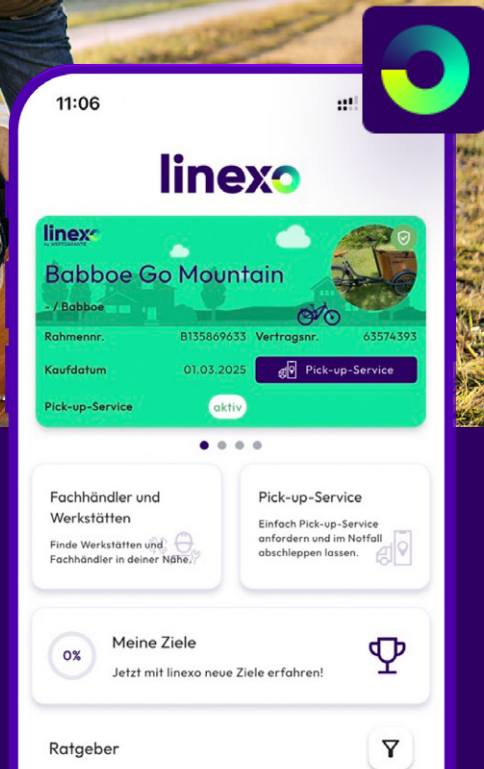 11:06
linexo
linexo
by WERTGARANTIE
Babboe Go Mountain
- / Babboe
Rahmennr. B135869633 Vertragsnr. 63574393
Kaufdatum 01.03.2025 Pick-up-Service
Pick-up-Service aktiv
Fachhändler und
Werkstätten
Finde Werkstätten und
Fachhändler in deiner Nähe.
Pick-up-Service
Einfach Pick-up-Service
anfordern und im Notfall
abschleppen lassen.
0%
Meine Ziele
Jetzt mit linexo neue Ziele erfahren!
Ratgeber